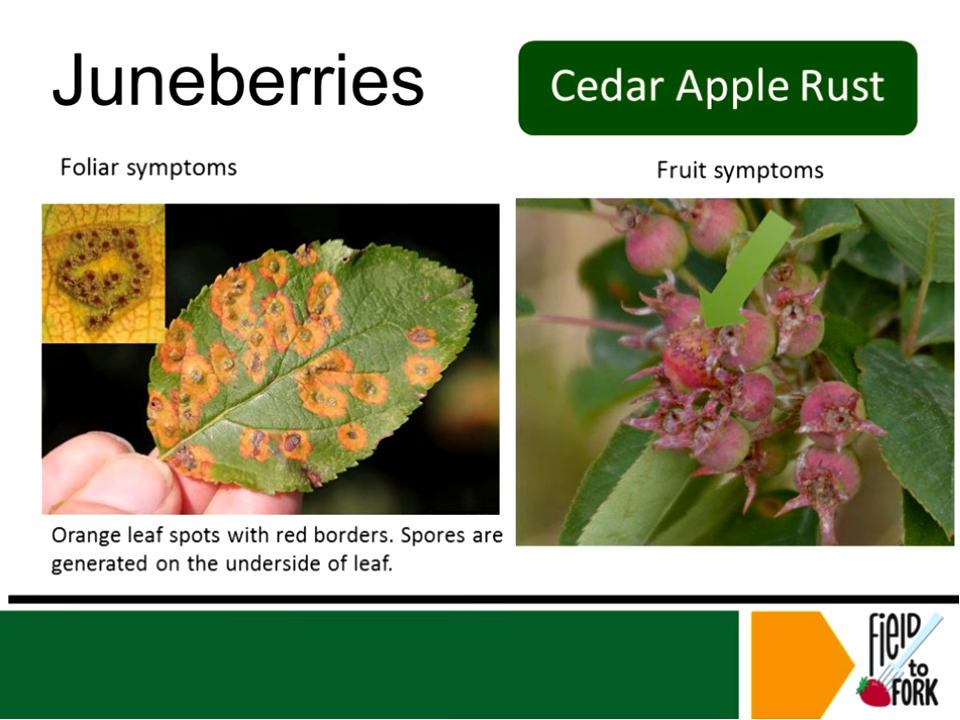 Juneberries
Cedar Apple Rust
Foliar symptoms
Fruit symptoms
Orange leaf spots with red borders. Spores are
generated on the underside of leaf.
FiElD
to
FORK